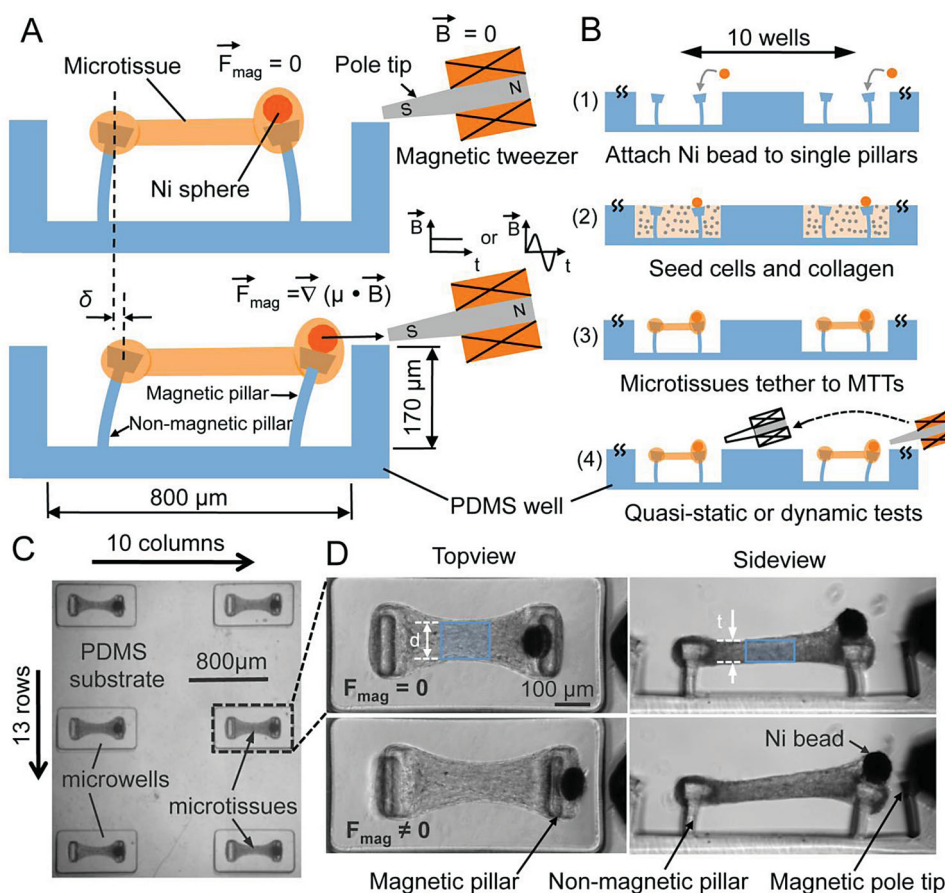 A
Microtissue
F⃗mag = 0
B⃗ = 0
Pole tip
S
N
Ni sphere
Magnetic tweezer
B⃗
t
or
B⃗
t
δ
F⃗mag = ∇⃗ (μ • B⃗)
S
N
Magnetic pillar
Non-magnetic pillar
170 μm
800 μm
PDMS well
B
10 wells
(1)
Attach Ni bead to single pillars
(2)
Seed cells and collagen
(3)
Microtissues tether to MTTs
(4)
Quasi-static or dynamic tests
C
10 columns
13 rows
PDMS
substrate
800μm
microwells
microtissues
D
Topview
Sideview
d
t
Fmag = 0
100 μm
Fmag ≠ 0
Ni bead
Magnetic pillar
Non-magnetic pillar
Magnetic pole tip